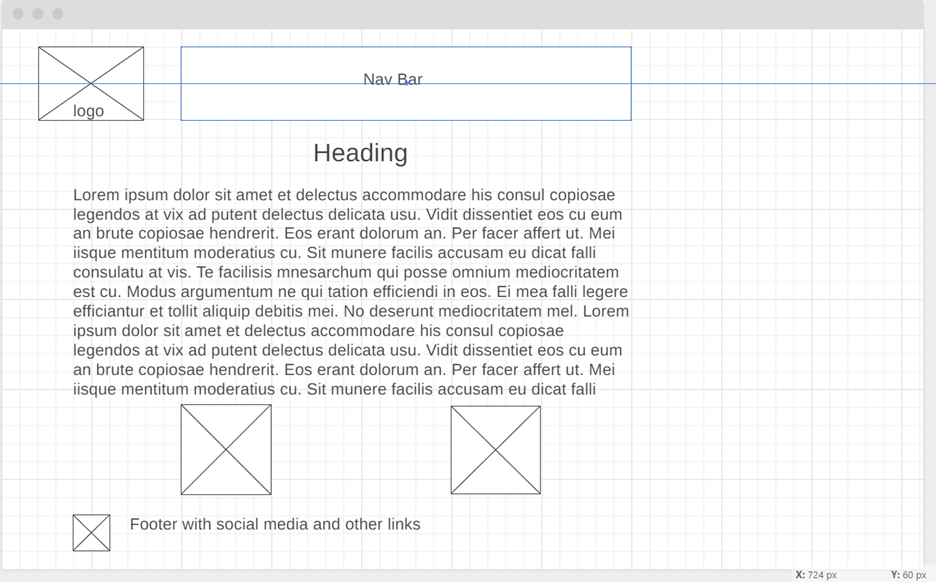 Nav Bar
logo
Heading
Lorem ipsum dolor sit amet et delectus accommodare his consul copiosae
legendos at vix ad putent delectus delicata usu. Vidit dissentiet eos cu eum
an brute copiosae hendrerit. Eos erant dolorum an. Per facer affert ut. Mei
iisque mentitum moderatius cu. Sit munere facilis accusam eu dicat falli
consulatu at vis. Te facilisis mnesarchum qui posse omnium mediocritatem
est cu. Modus argumentum ne qui tation efficiendi in eos. Ei mea falli legere
efficiantur et tollit aliquip debitis mei. No deserunt mediocritatem mel. Lorem
ipsum dolor sit amet et delectus accommodare his consul copiosae
legendos at vix ad putent delectus delicata usu. Vidit dissentiet eos cu eum
an brute copiosae hendrerit. Eos erant dolorum an. Per facer affert ut. Mei
iisque mentitum moderatius cu. Sit munere facilis accusam eu dicat falli
Footer with social media and other links
X: 724 px Y: 60 px